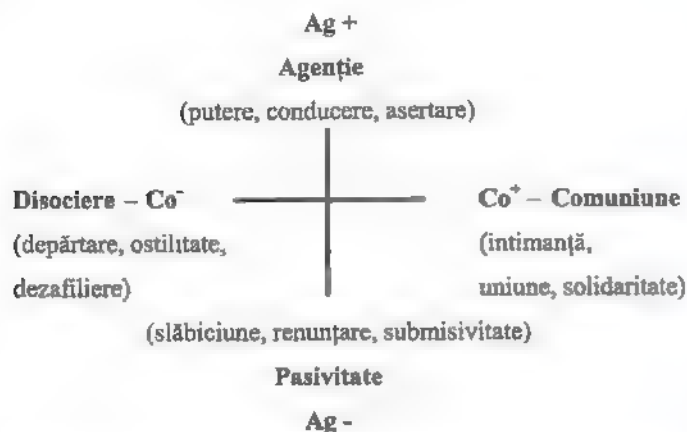 Ag +
Agenție
(putere, conducere, asertare)
Disociere – Co⁻
Co⁺ – Comuniune
(depărtare, ostilitate,
(intimanță,
dezafiliere)
uniune, solidaritate)
(slăbiciune, renunțare, submisivitate)
Pasivitate
Ag -